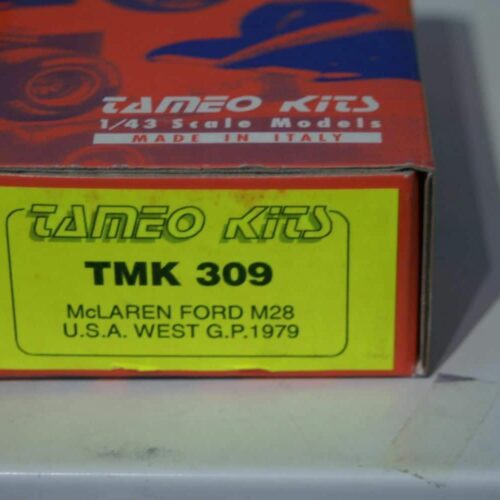 TAMEO KITS
1/43 Scale Models
MADE IN ITALY
TAMEO KITS
TMK 309
McLAREN FORD M28
U.S.A. WEST G.P.1979